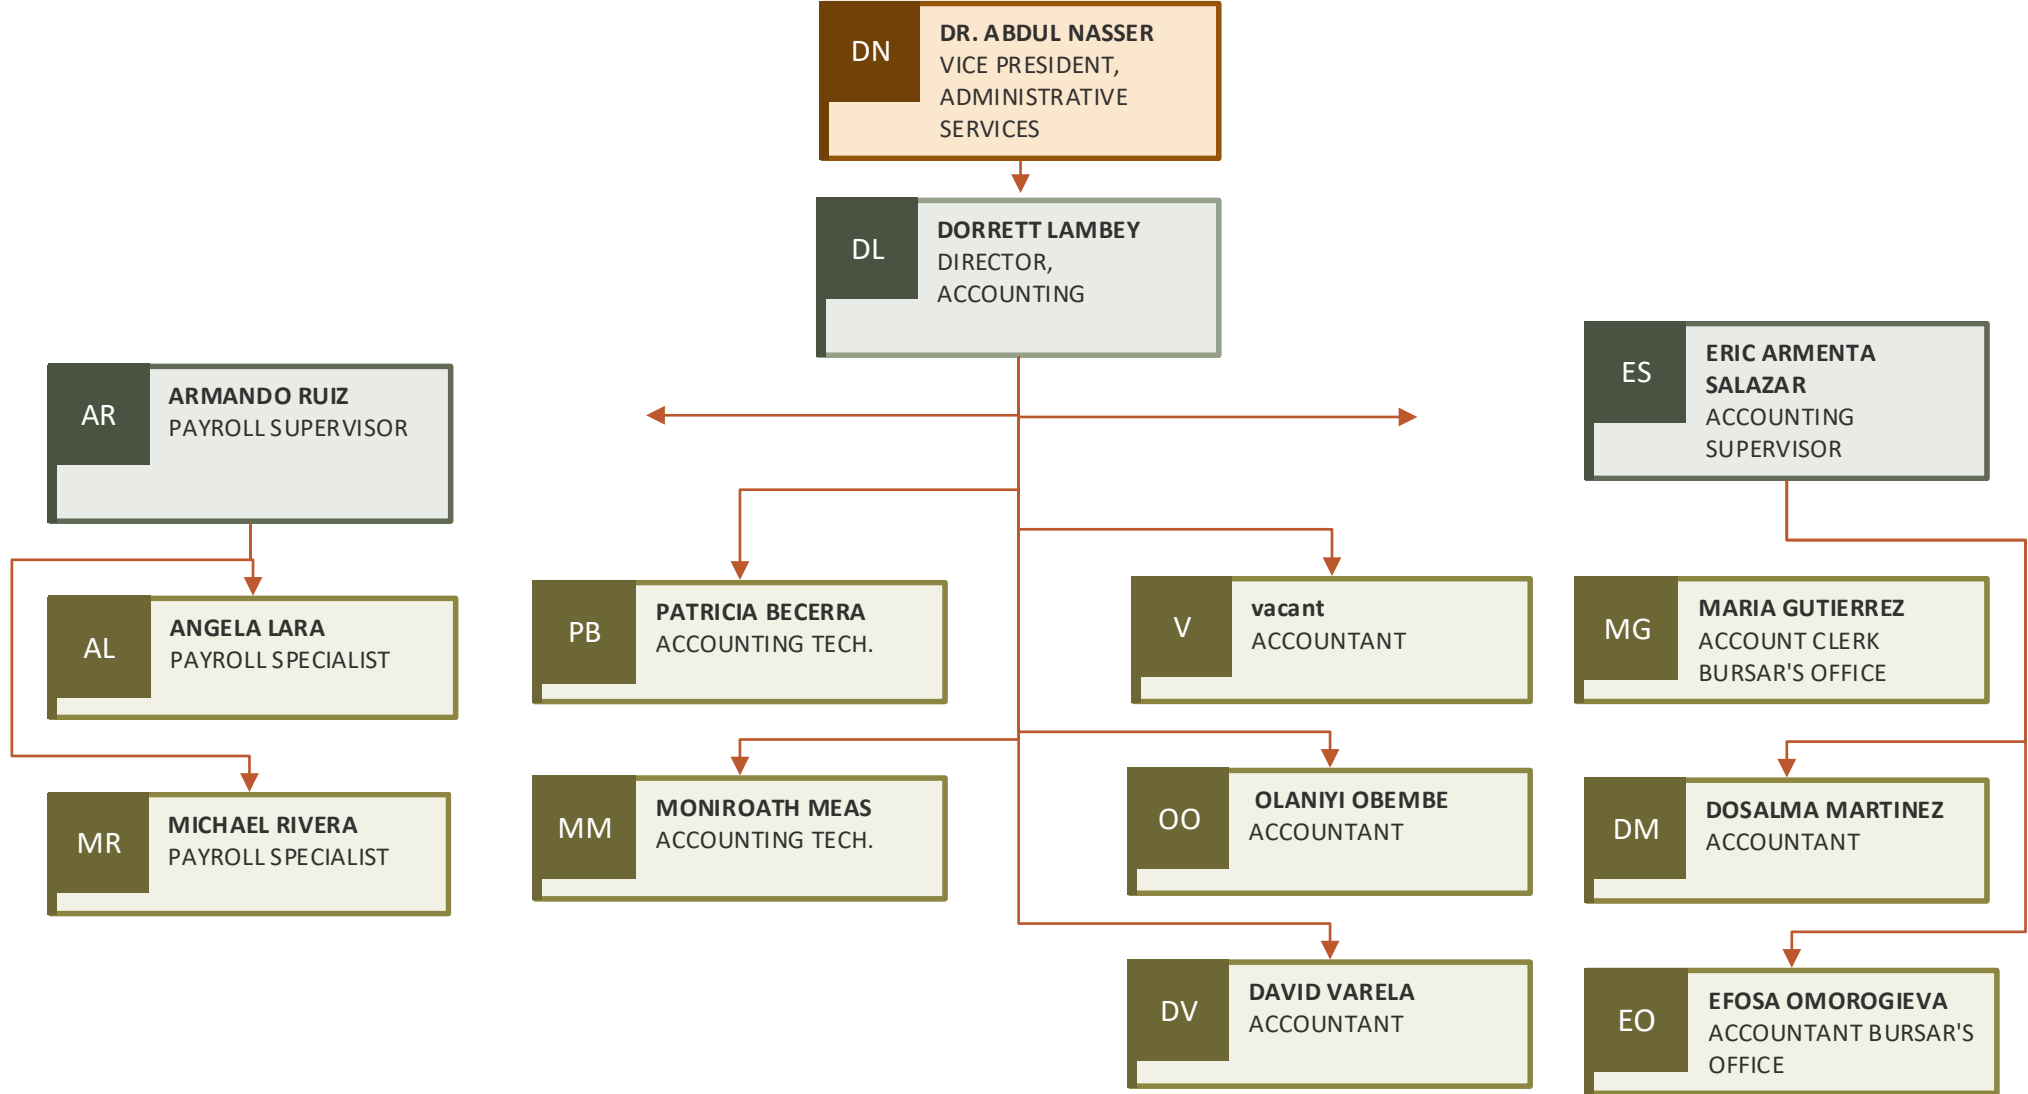 DN
DR. ABDUL NASSER
VICE PRESIDENT,
ADMINISTRATIVE
SERVICES
DL
DORRETT LAMBEY
DIRECTOR,
ACCOUNTING
AR
ARMANDO RUIZ
PAYROLL SUPERVISOR
ES
ERIC ARMENTA
SALAZAR
ACCOUNTING
SUPERVISOR
AL
ANGELA LARA
PAYROLL SPECIALIST
PB
PATRICIA BECERRA
ACCOUNTING TECH.
V
vacant
ACCOUNTANT
MG
MARIA GUTIERREZ
ACCOUNT CLERK
BURSAR'S OFFICE
MR
MICHAEL RIVERA
PAYROLL SPECIALIST
MM
MONIROATH MEAS
ACCOUNTING TECH.
OO
OLANIYI OBEMBE
ACCOUNTANT
DM
DOSALMA MARTINEZ
ACCOUNTANT
DV
DAVID VARELA
ACCOUNTANT
EO
EFOSA OMOROGIEVA
ACCOUNTANT BURSAR'S
OFFICE